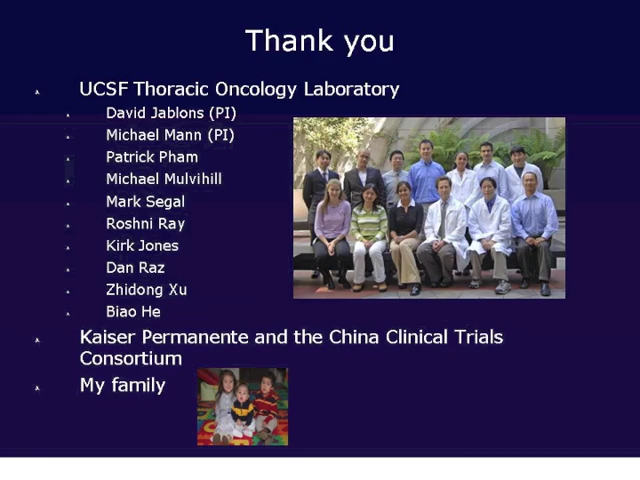 Thank you
UCSF Thoracic Oncology Laboratory
David Jablons (PI)
Michael Mann (PI)
Patrick Pham
Michael Mulvihill
Mark Segal
Roshni Ray
Kirk Jones
Dan Raz
Zhidong Xu
Biao He
Kaiser Permanente and the China Clinical Trials
Consortium
My family